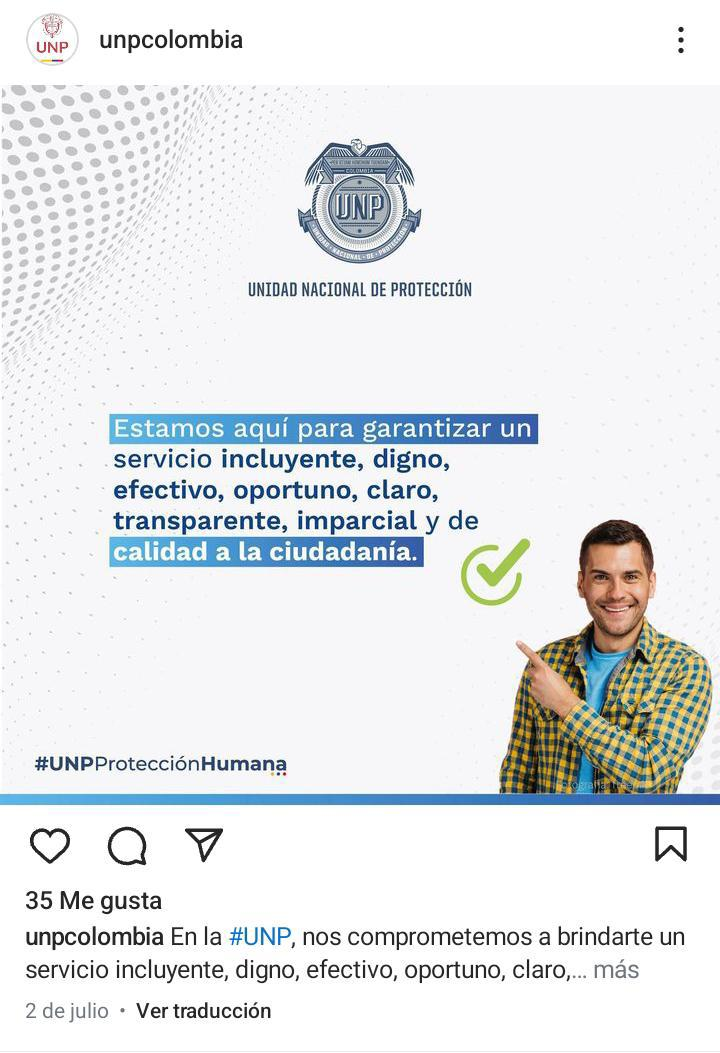 UNP
unpcolombia
COLOMBIA
UNP
UNIDAD NACIONAL DE PROTECCIÓN
Estamos aquí para garantizar un
servicio incluyente, digno,
efectivo, oportuno, claro,
transparente, imparcial y de
calidad a la ciudadanía.
#UNPProtecciónHumana
35 Me gusta
unpcolombia En la #UNP, nos comprometemos a brindarte un
servicio incluyente, digno, efectivo, oportuno, claro,... más
2 de julio • Ver traducción